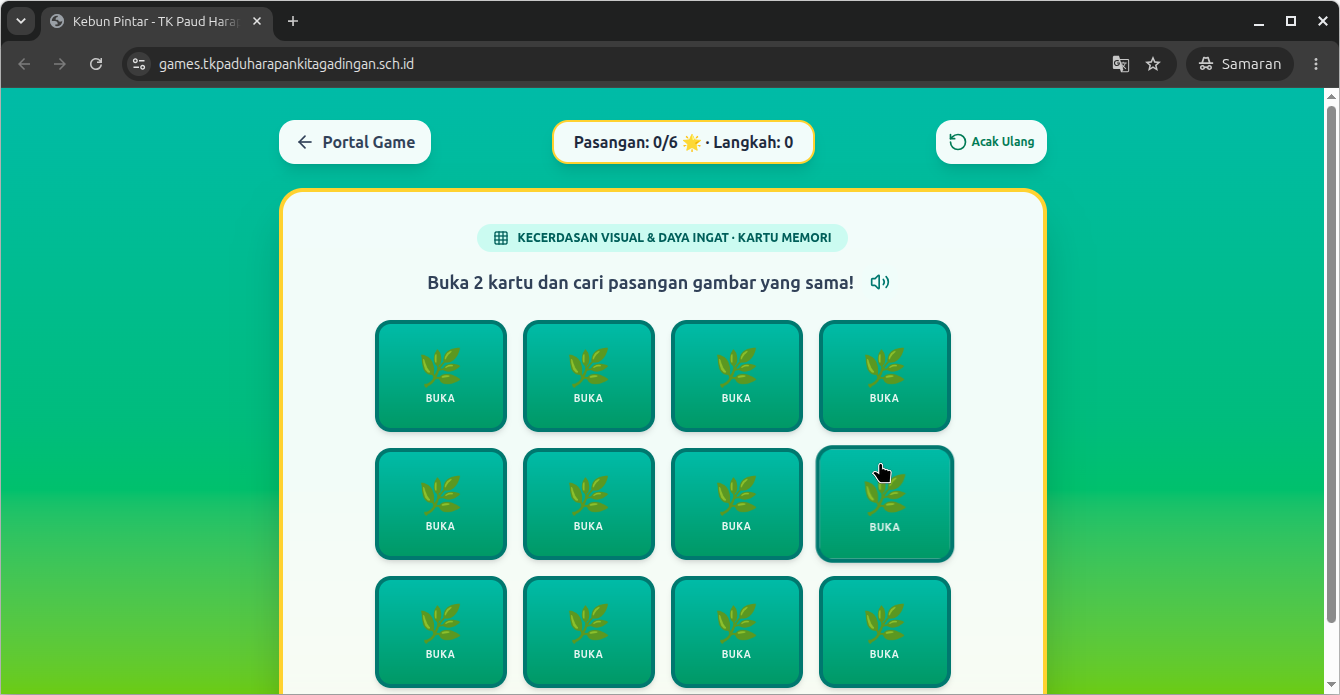 Kebun Pintar - TK Paud Hara
games.tkpaduharapankitagadingan.sch.id
Samaran
Portal Game
Pasangan: 0/6 🌟 · Langkah: 0
Acak Ulang
KECERDASAN VISUAL & DAYA INGAT · KARTU MEMORI
Buka 2 kartu dan cari pasangan gambar yang sama!
BUKA BUKA BUKA BUKA
BUKA BUKA BUKA BUKA
BUKA BUKA BUKA BUKA